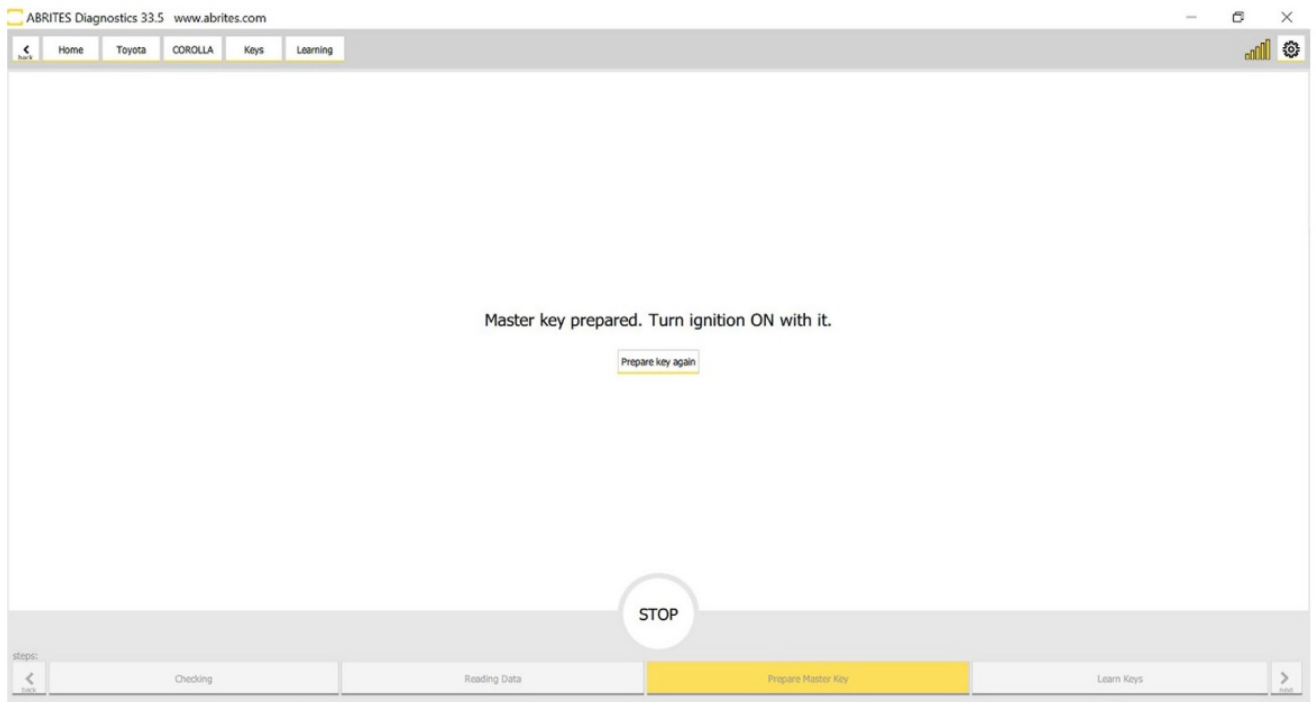 ABRITES Diagnostics 33.5 www.abrites.com
back Home Toyota COROLLA Keys Learning
Master key prepared. Turn ignition ON with it.
Prepare key again
STOP
steps:
back Checking Reading Data Prepare Master Key Learn Keys next